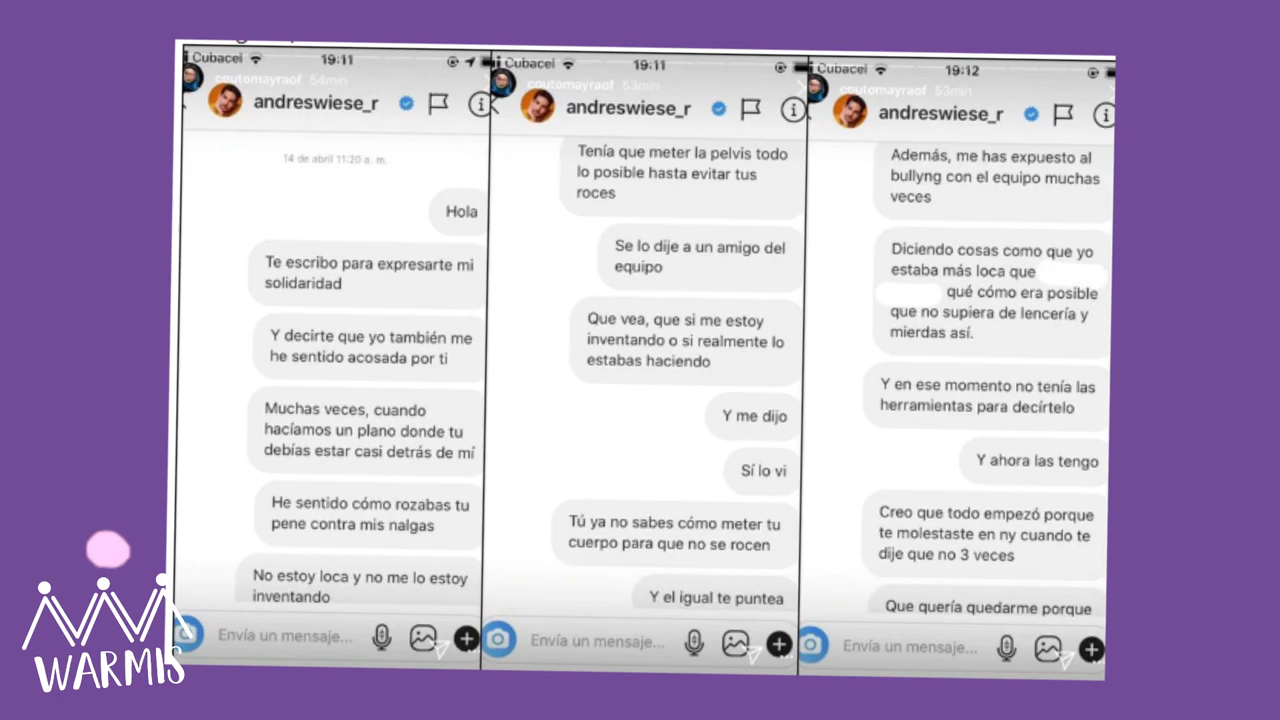 Cubacel 19:11
coutomayraof 54min
andreswiese_r
14 de abril 11:20 a. m.
Hola
Te escribo para expresarte mi
solidaridad
Y decirte que yo también me
he sentido acosada por ti
Muchas veces, cuando
hacíamos un plano donde tu
debías estar casi detrás de mí
He sentido cómo rozabas tu
pene contra mis nalgas
No estoy loca y no me lo estoy
inventando
Envía un mensaje...
Cubacel 19:11
coutomayraof 53min
andreswiese_r
Tenía que meter la pelvis todo
lo posible hasta evitar tus
roces
Se lo dije a un amigo del
equipo
Que vea, que si me estoy
inventando o si realmente lo
estabas haciendo
Y me dijo
Sí lo vi
Tú ya no sabes cómo meter tu
cuerpo para que no se rocen
Y el igual te puntea
Envía un mensaje...
Cubacel 19:12
coutomayraof 53min
andreswiese_r
Además, me has expuesto al
bullyng con el equipo muchas
veces
Diciendo cosas como que yo
estaba más loca que
qué cómo era posible
que no supiera de lencería y
mierdas así.
Y en ese momento no tenía las
herramientas para decírtelo
Y ahora las tengo
Creo que todo empezó porque
te molestaste en ny cuando te
dije que no 3 veces
Que quería quedarme porque
Envía un mensaje...
WARMIS